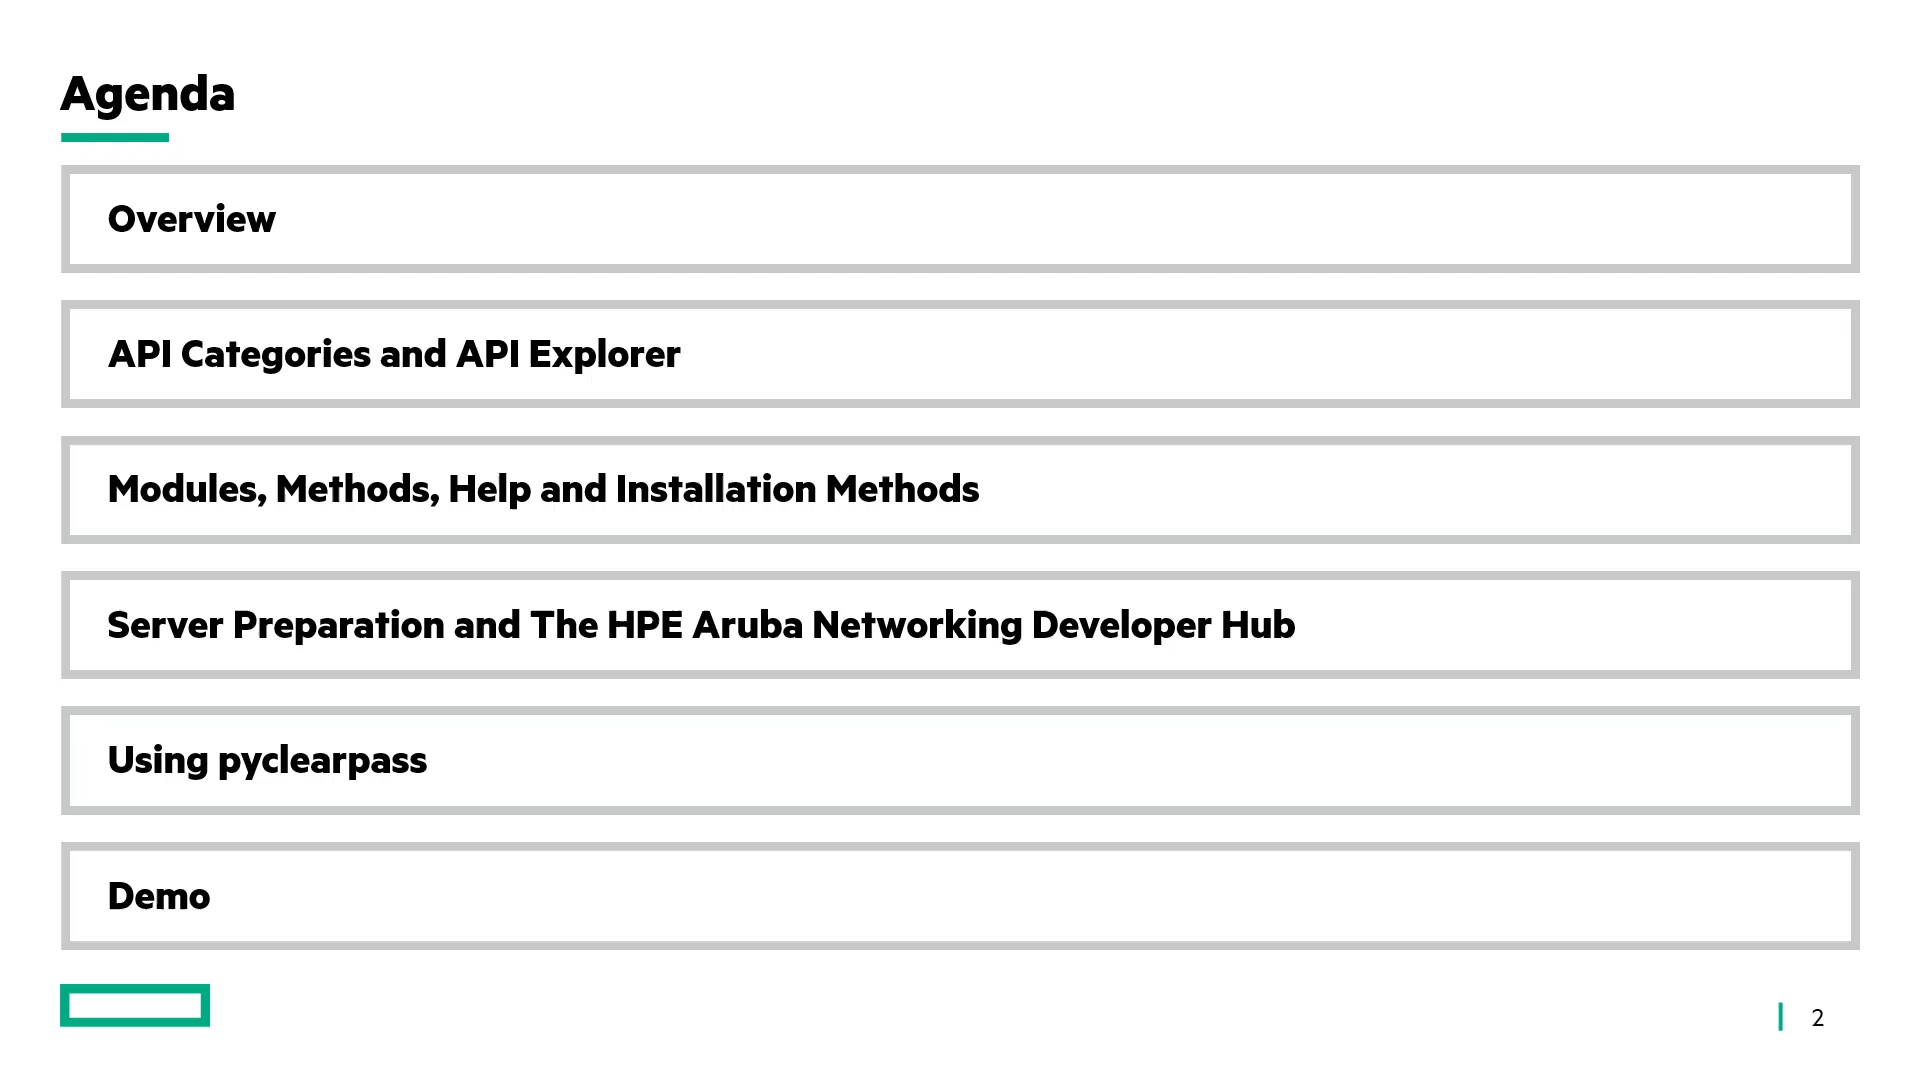 Agenda
Overview
API Categories and API Explorer
Modules, Methods, Help and Installation Methods
Server Preparation and The HPE Aruba Networking Developer Hub
Using pyclearpass
Demo
2